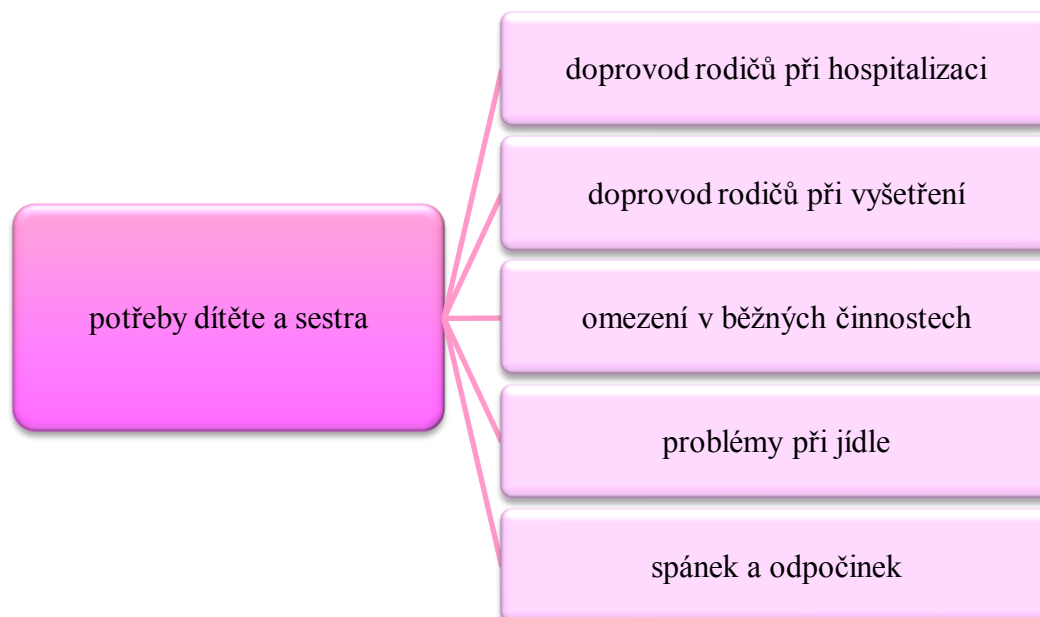 doprovod rodičů při hospitalizaci
doprovod rodičů při vyšetření
potřeby dítěte a sestra
omezení v běžných činnostech
problémy při jídle
spánek a odpočinek